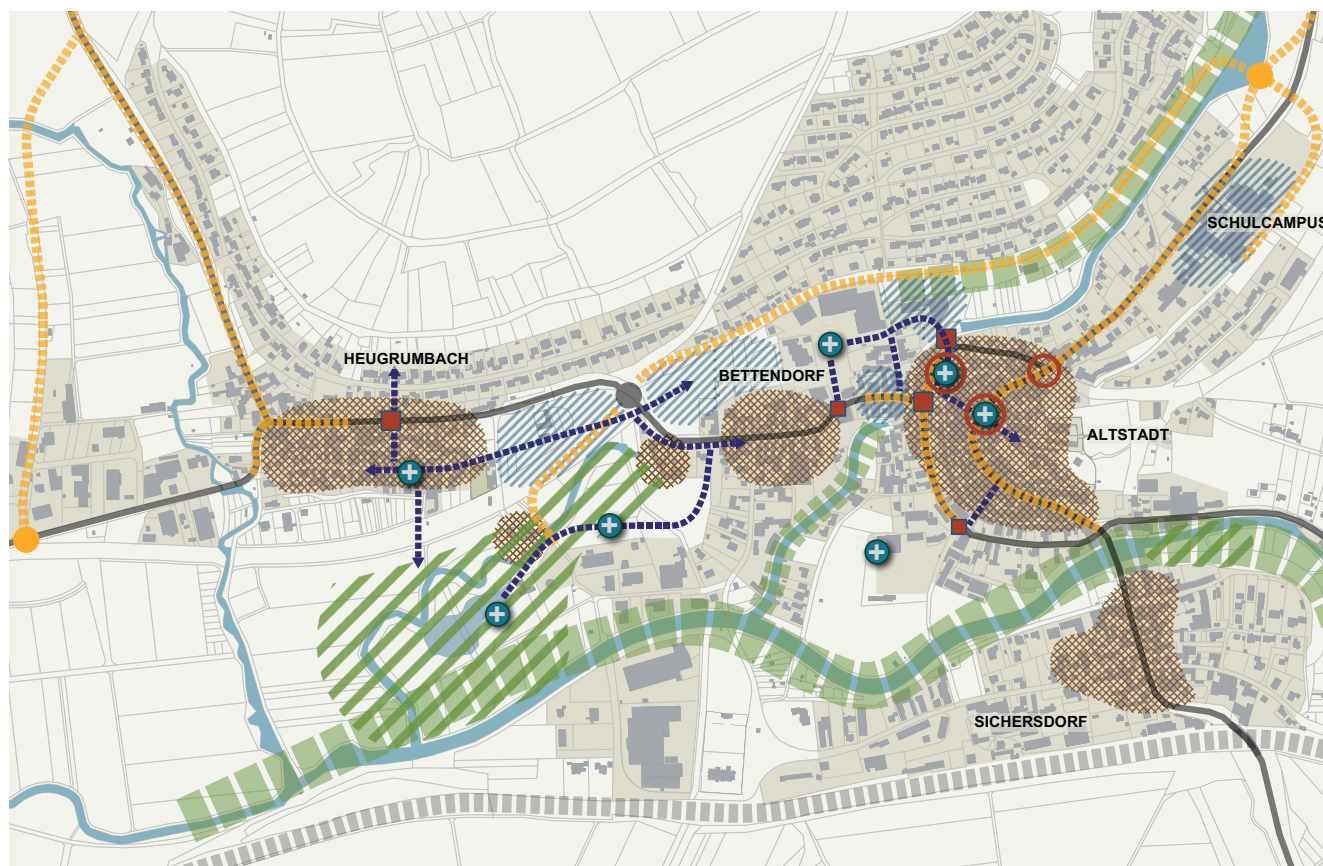 SCHULCAMPUS
HEUGRUMBACH
BETTENDORF
ALTSTADT
SICHERSDORF